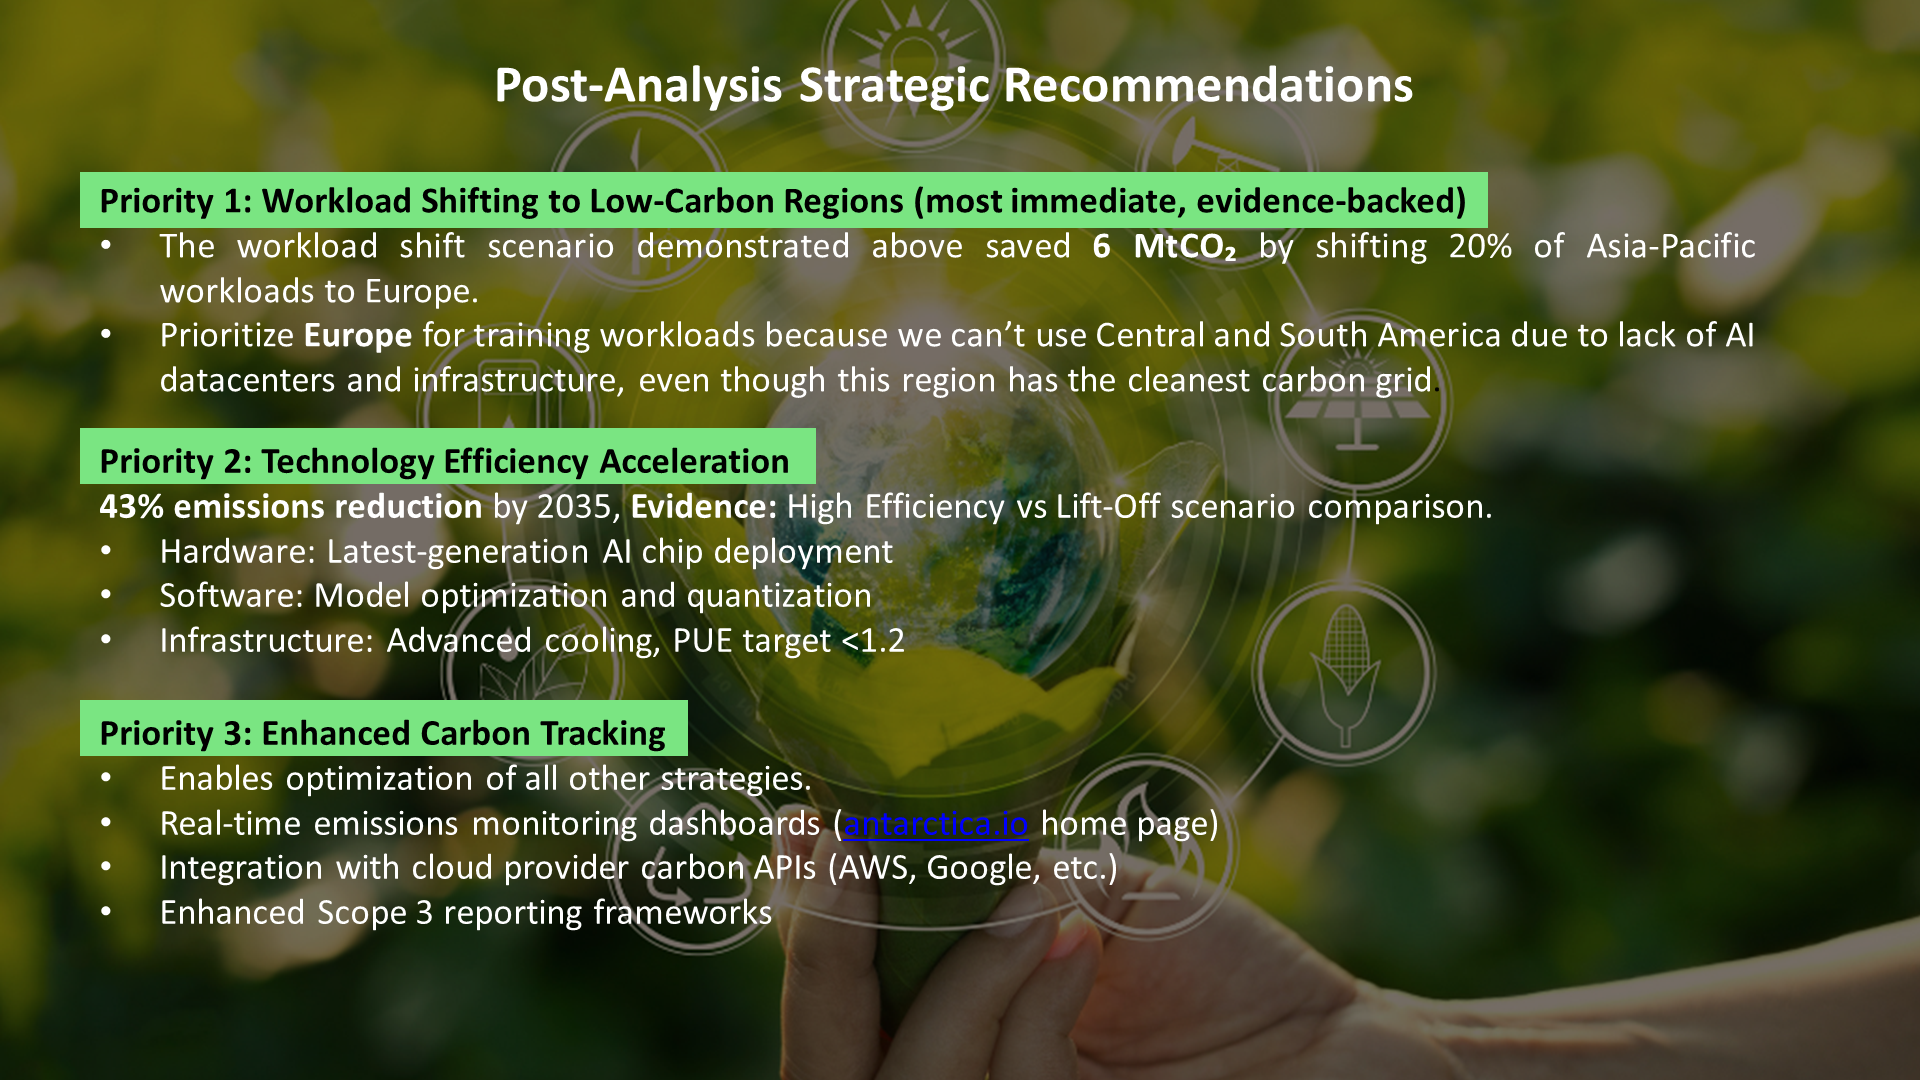 Post-Analysis Strategic Recommendations
Priority 1: Workload Shifting to Low-Carbon Regions (most immediate, evidence-backed)
• The workload shift scenario demonstrated above saved 6 MtCO₂ by shifting 20% of Asia-Pacific
workloads to Europe.
• Prioritize Europe for training workloads because we can’t use Central and South America due to lack of AI
datacenters and infrastructure, even though this region has the cleanest carbon grid.
Priority 2: Technology Efficiency Acceleration
43% emissions reduction by 2035, Evidence: High Efficiency vs Lift-Off scenario comparison.
• Hardware: Latest-generation AI chip deployment
• Software: Model optimization and quantization
• Infrastructure: Advanced cooling, PUE target <1.2
Priority 3: Enhanced Carbon Tracking
• Enables optimization of all other strategies.
• Real-time emissions monitoring dashboards (antarctica.io home page)
• Integration with cloud provider carbon APIs (AWS, Google, etc.)
• Enhanced Scope 3 reporting frameworks